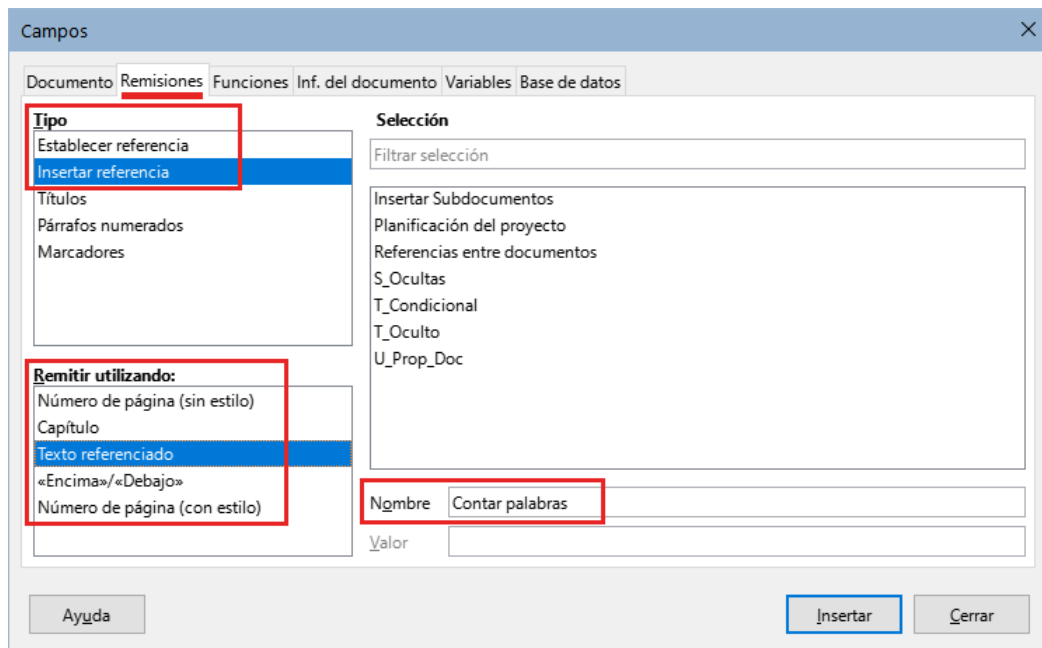 Campos
Documento Remisiones Funciones Inf. del documento Variables Base de datos
Tipo
Establecer referencia
Insertar referencia
Títulos
Párrafos numerados
Marcadores
Remitir utilizando:
Número de página (sin estilo)
Capítulo
Texto referenciado
«Encima»/«Debajo»
Número de página (con estilo)
Selección
Filtrar selección
Insertar Subdocumentos
Planificación del proyecto
Referencias entre documentos
S_Ocultas
T_Condicional
T_Oculto
U_Prop_Doc
Nombre Contar palabras
Valor
Ayuda Insertar Cerrar